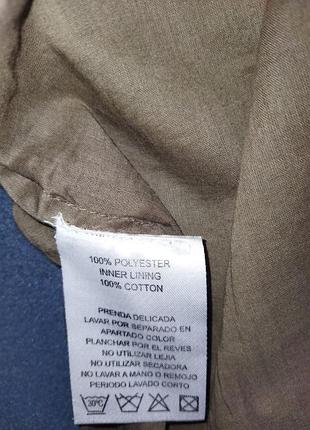 100% POLYESTER
INNER LINING
100% COTTON
PRENDA DELICADA
LAVAR POR SEPARADO EN
APARTADO COLOR
PLANCHAR POR EL REVES
NO UTILIZAR LEJIA
NO UTILIZAR SECADORA
NO LAVAR A MANO O REMOJO
PERIODO LAVADO CORTO
30°C